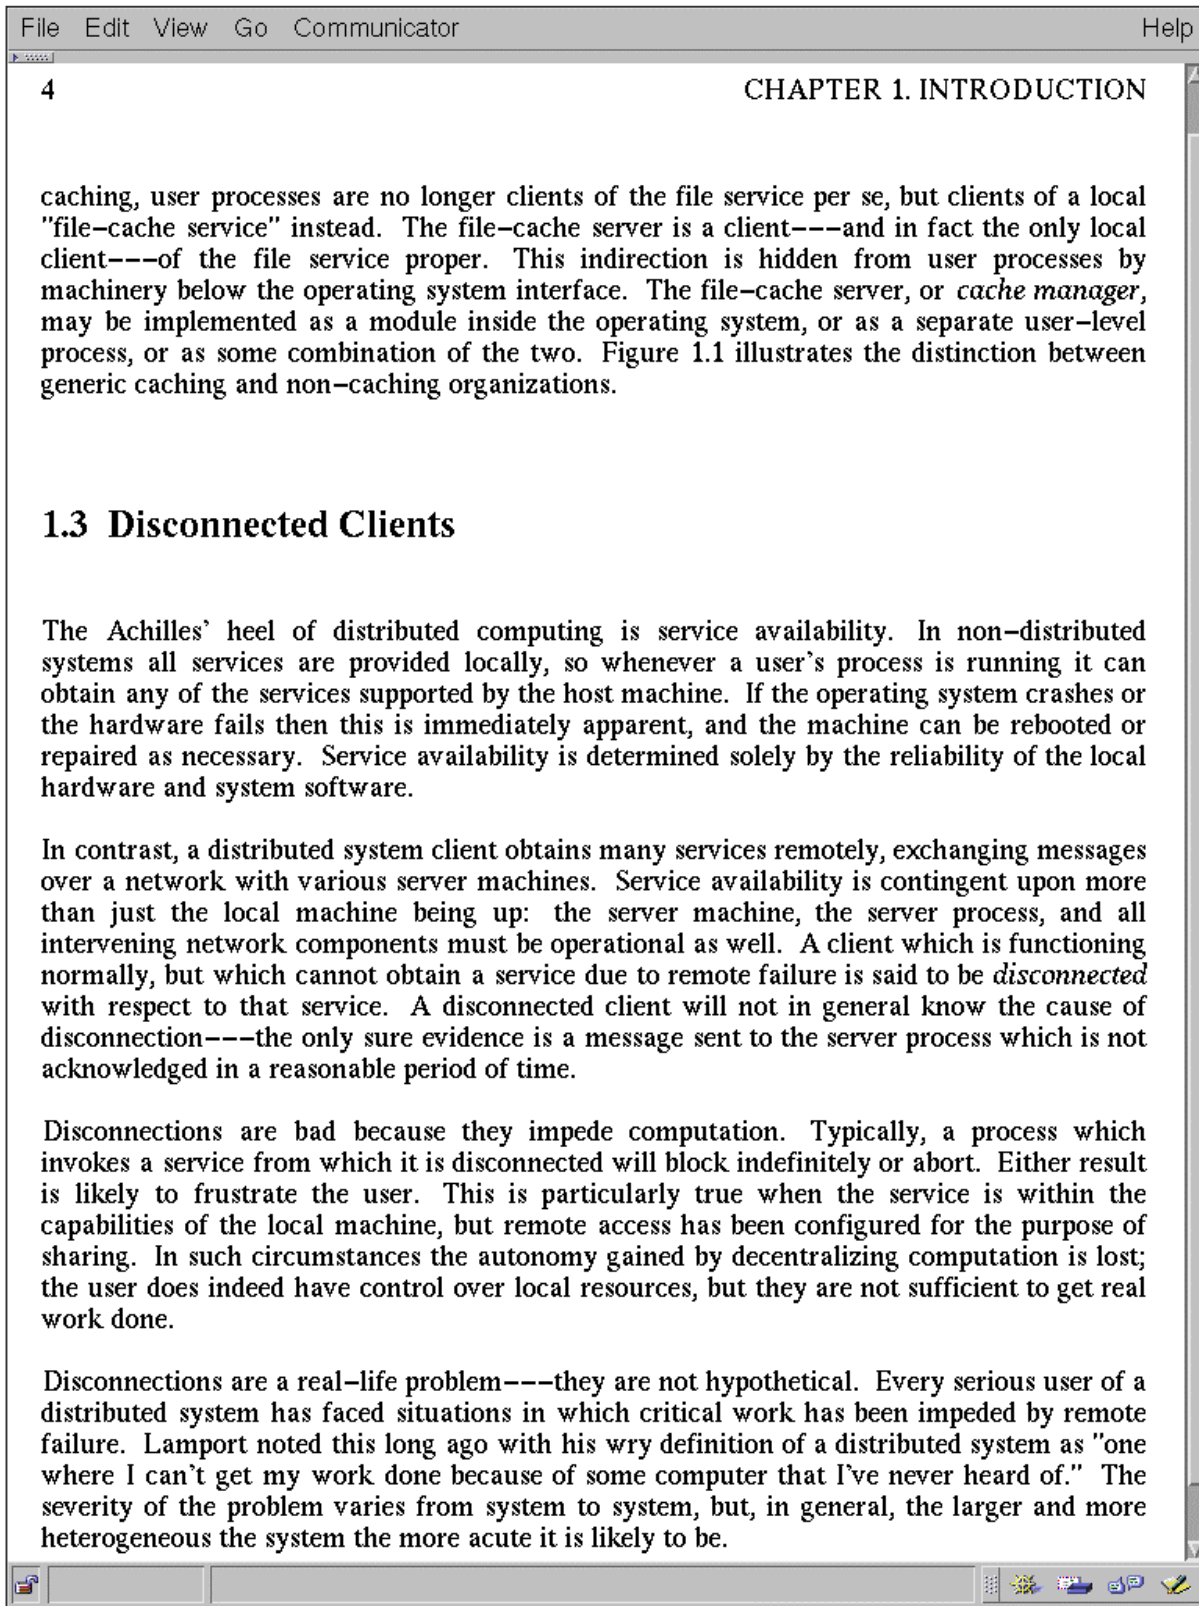 File Edit View Go Communicator Help
4 CHAPTER 1. INTRODUCTION
caching, user processes are no longer clients of the file service per se, but clients of a local
"file–cache service" instead. The file–cache server is a client–––and in fact the only local
client–––of the file service proper. This indirection is hidden from user processes by
machinery below the operating system interface. The file–cache server, or cache manager,
may be implemented as a module inside the operating system, or as a separate user–level
process, or as some combination of the two. Figure 1.1 illustrates the distinction between
generic caching and non–caching organizations.
1.3 Disconnected Clients
The Achilles' heel of distributed computing is service availability. In non–distributed
systems all services are provided locally, so whenever a user's process is running it can
obtain any of the services supported by the host machine. If the operating system crashes or
the hardware fails then this is immediately apparent, and the machine can be rebooted or
repaired as necessary. Service availability is determined solely by the reliability of the local
hardware and system software.
In contrast, a distributed system client obtains many services remotely, exchanging messages
over a network with various server machines. Service availability is contingent upon more
than just the local machine being up: the server machine, the server process, and all
intervening network components must be operational as well. A client which is functioning
normally, but which cannot obtain a service due to remote failure is said to be disconnected
with respect to that service. A disconnected client will not in general know the cause of
disconnection–––the only sure evidence is a message sent to the server process which is not
acknowledged in a reasonable period of time.
Disconnections are bad because they impede computation. Typically, a process which
invokes a service from which it is disconnected will block indefinitely or abort. Either result
is likely to frustrate the user. This is particularly true when the service is within the
capabilities of the local machine, but remote access has been configured for the purpose of
sharing. In such circumstances the autonomy gained by decentralizing computation is lost;
the user does indeed have control over local resources, but they are not sufficient to get real
work done.
Disconnections are a real–life problem–––they are not hypothetical. Every serious user of a
distributed system has faced situations in which critical work has been impeded by remote
failure. Lamport noted this long ago with his wry definition of a distributed system as "one
where I can't get my work done because of some computer that I've never heard of." The
severity of the problem varies from system to system, but, in general, the larger and more
heterogeneous the system the more acute it is likely to be.